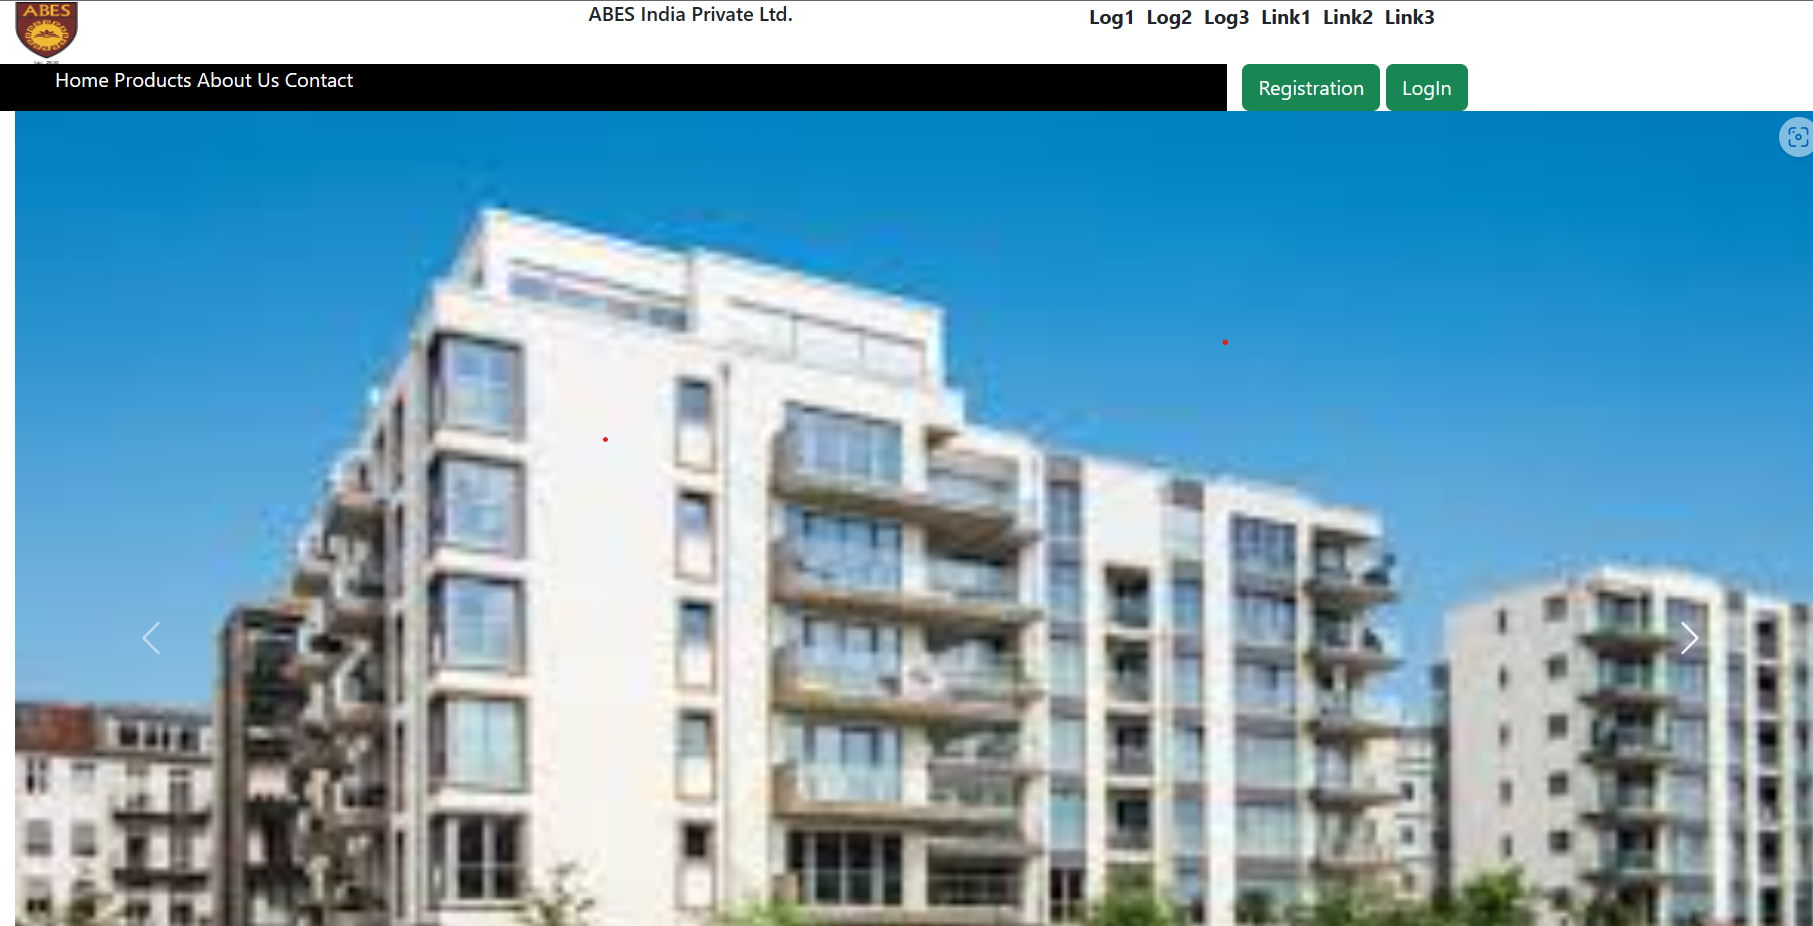 ABES
ABES India Private Ltd.
Log1 Log2 Log3 Link1 Link2 Link3
Home Products About Us Contact
Registration LogIn